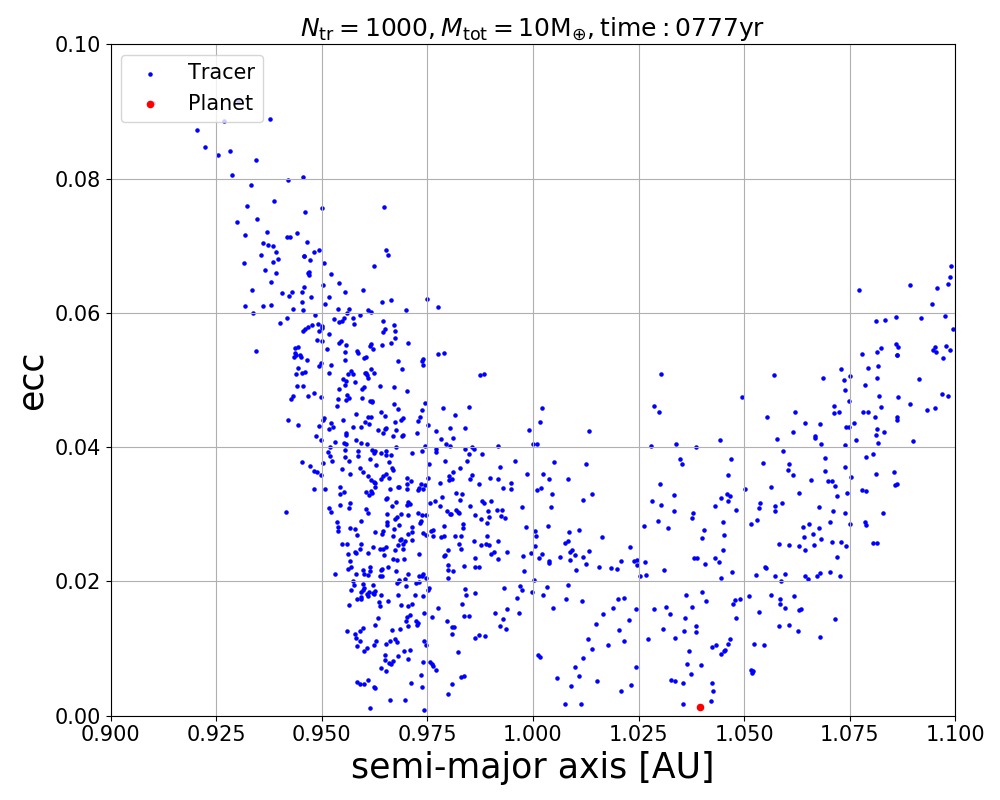 N_tr = 1000, M_tot = 10M_⊕, time : 0777yr
Tracer
Planet
ecc
0.10
0.08
0.06
0.04
0.02
0.00
0.900 0.925 0.950 0.975 1.000 1.025 1.050 1.075 1.100
semi-major axis [AU]